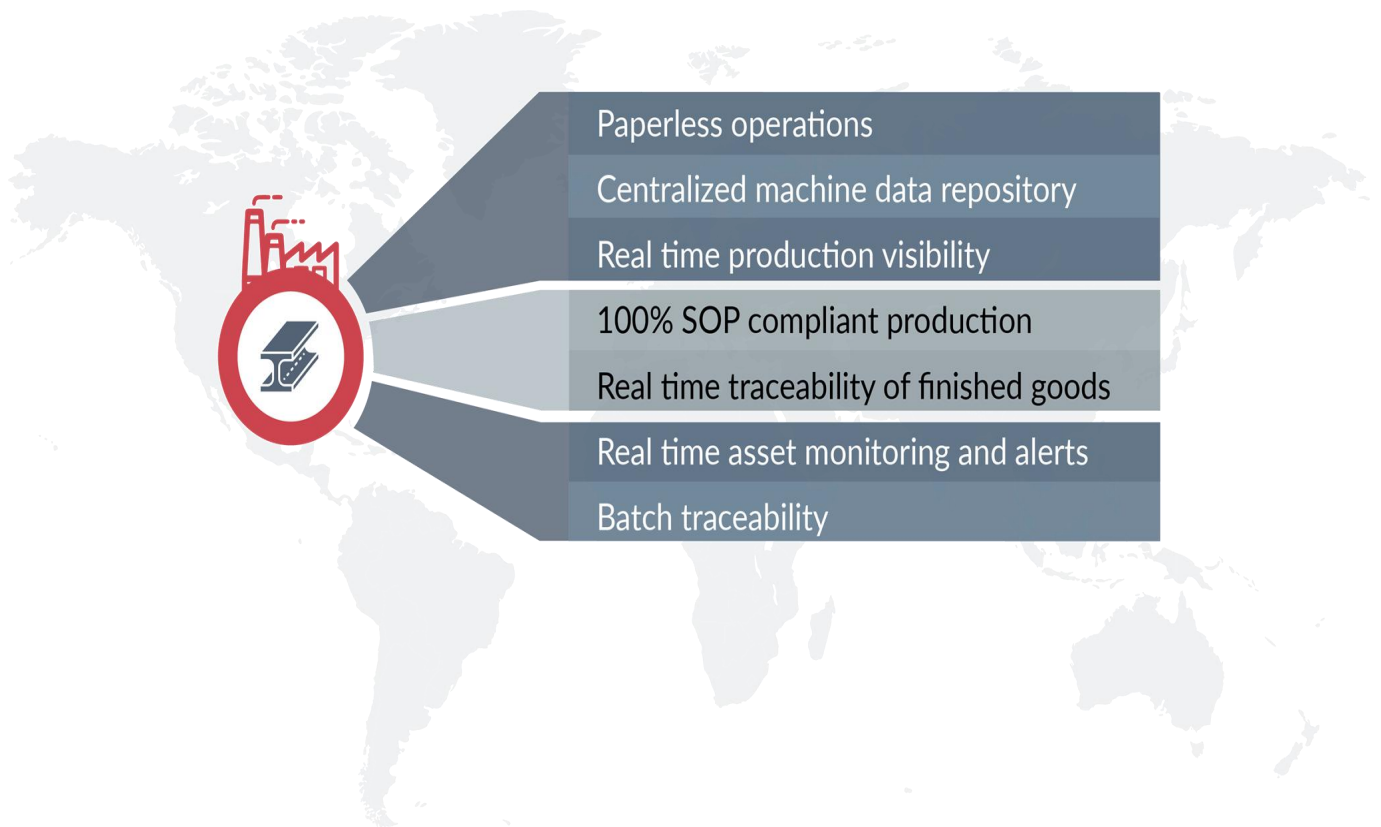 Paperless operations
Centralized machine data repository
Real time production visibility
100% SOP compliant production
Real time traceability of finished goods
Real time asset monitoring and alerts
Batch traceability